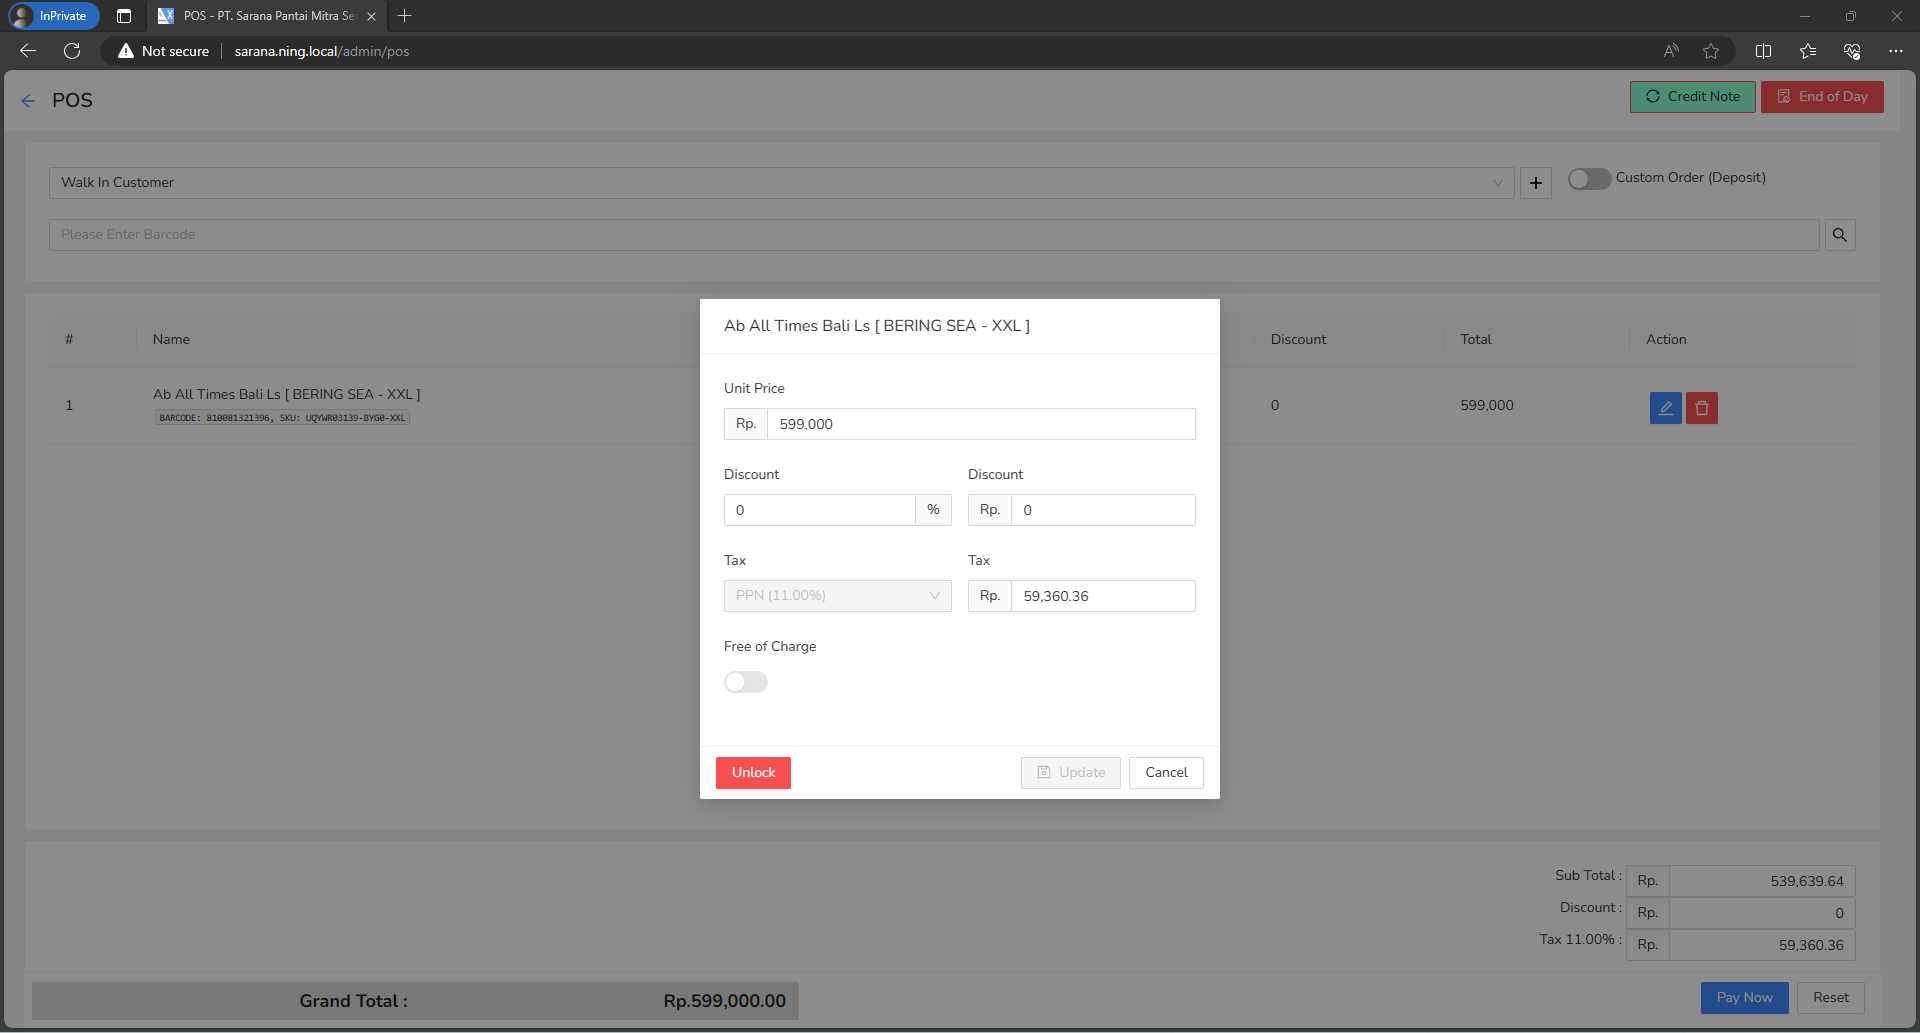 InPrivate
POS - PT. Sarana Pantai Mitra Se
Not secure
sarana.ning.local/admin/pos
POS
Credit Note
End of Day
Walk In Customer
Custom Order (Deposit)
Please Enter Barcode
# Name Discount Total Action
1 Ab All Times Bali Ls [ BERING SEA - XXL ] 0 599,000
BARCODE: 810081321396, SKU: UQYWR03139-BYG0-XXL
Ab All Times Bali Ls [ BERING SEA - XXL ]
Unit Price
Rp. 599,000
Discount Discount
0 % Rp. 0
Tax Tax
PPN (11.00%) Rp. 59,360.36
Free of Charge
Unlock Update Cancel
Sub Total : Rp. 539,639.64
Discount : Rp. 0
Tax 11.00% : Rp. 59,360.36
Grand Total : Rp.599,000.00
Pay Now Reset